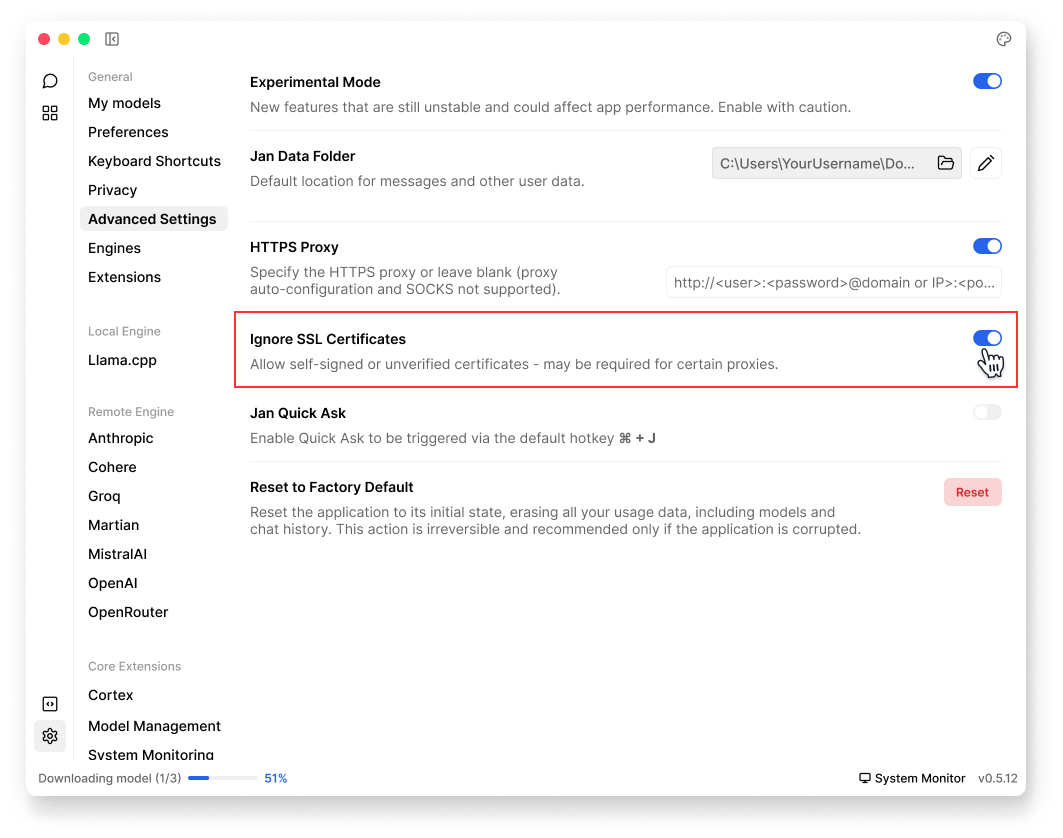 General
My models
Preferences
Keyboard Shortcuts
Privacy
Advanced Settings
Engines
Extensions
Local Engine
Llama.cpp
Remote Engine
Anthropic
Cohere
Groq
Martian
MistralAI
OpenAI
OpenRouter
Core Extensions
Cortex
Model Management
System Monitoring
Experimental Mode
New features that are still unstable and could affect app performance. Enable with caution.
Jan Data Folder
Default location for messages and other user data.
C:\Users\YourUsername\Do...
HTTPS Proxy
Specify the HTTPS proxy or leave blank (proxy
auto-configuration and SOCKS not supported).
http://<user>:<password>@domain or IP>:<po...
Ignore SSL Certificates
Allow self-signed or unverified certificates - may be required for certain proxies.
Jan Quick Ask
Enable Quick Ask to be triggered via the default hotkey ⌘ + J
Reset to Factory Default
Reset the application to its initial state, erasing all your usage data, including models and
chat history. This action is irreversible and recommended only if the application is corrupted.
Reset
Downloading model (1/3) 51%
System Monitor v0.5.12